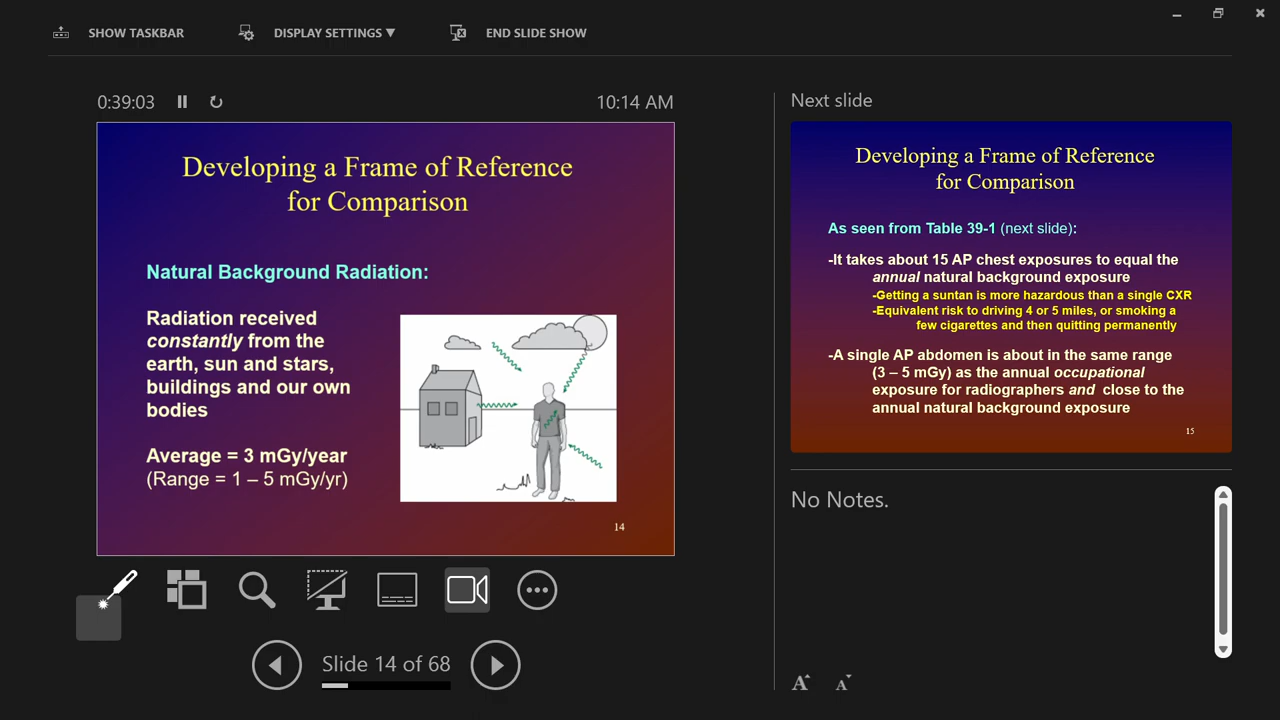 SHOW TASKBAR
DISPLAY SETTINGS ▼
END SLIDE SHOW
0:39:03
10:14 AM
Developing a Frame of Reference
for Comparison
Natural Background Radiation:
Radiation received
constantly from the
earth, sun and stars,
buildings and our own
bodies
Average = 3 mGy/year
(Range = 1 – 5 mGy/yr)
14
Slide 14 of 68
Next slide
Developing a Frame of Reference
for Comparison
As seen from Table 39-1 (next slide):
-It takes about 15 AP chest exposures to equal the
annual natural background exposure
-Getting a suntan is more hazardous than a single CXR
-Equivalent risk to driving 4 or 5 miles, or smoking a
few cigarettes and then quitting permanently
-A single AP abdomen is about in the same range
(3 – 5 mGy) as the annual occupational
exposure for radiographers and close to the
annual natural background exposure
15
No Notes.
A A